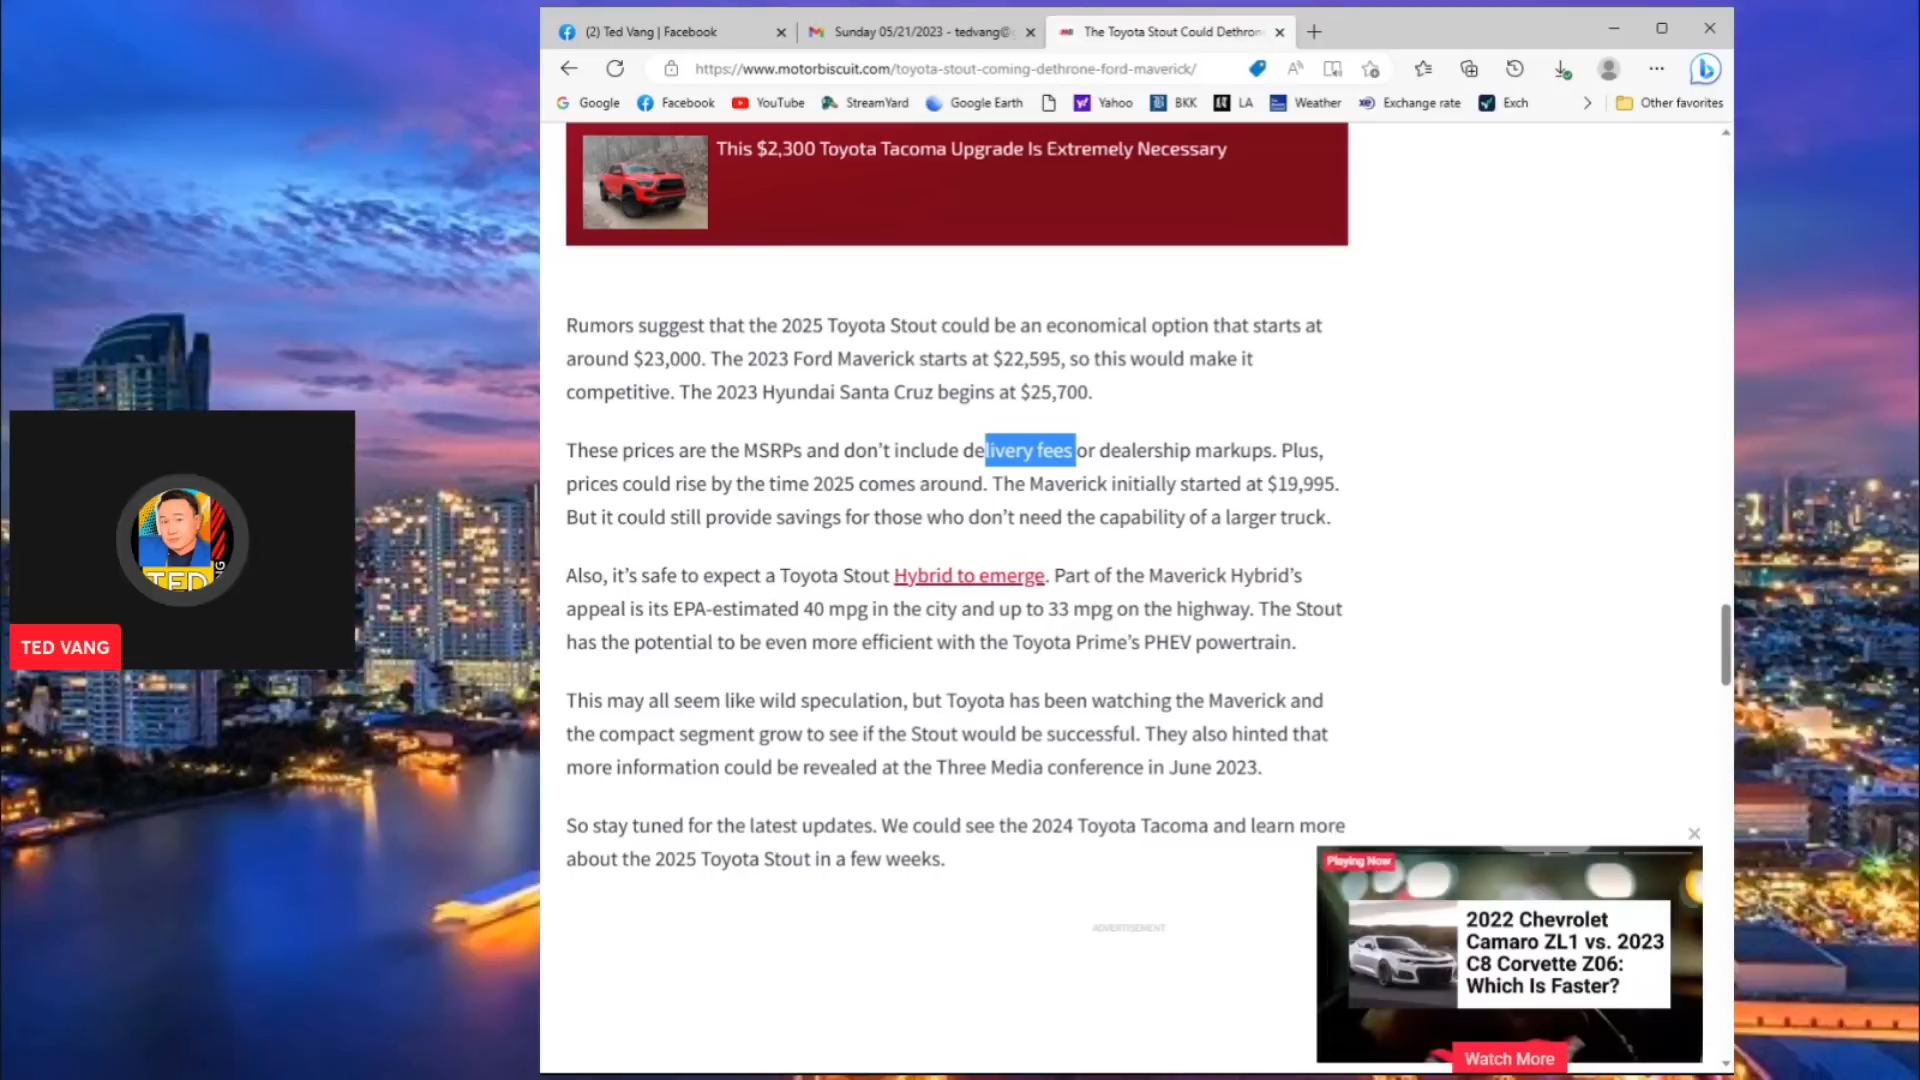 (2) Ted Vang | Facebook
Sunday 05/21/2023 - tedvang@
The Toyota Stout Could Dethron
https://www.motorbiscuit.com/toyota-stout-coming-dethrone-ford-maverick/
Google
Facebook
YouTube
StreamYard
Google Earth
Yahoo
BKK
LA
Weather
Exchange rate
Exch
Other favorites
This $2,300 Toyota Tacoma Upgrade Is Extremely Necessary
Rumors suggest that the 2025 Toyota Stout could be an economical option that starts at
around $23,000. The 2023 Ford Maverick starts at $22,595, so this would make it
competitive. The 2023 Hyundai Santa Cruz begins at $25,700.
These prices are the MSRPs and don’t include delivery fees or dealership markups. Plus,
prices could rise by the time 2025 comes around. The Maverick initially started at $19,995.
But it could still provide savings for those who don’t need the capability of a larger truck.
TED
TED VANG
Also, it’s safe to expect a Toyota Stout Hybrid to emerge. Part of the Maverick Hybrid’s
appeal is its EPA-estimated 40 mpg in the city and up to 33 mpg on the highway. The Stout
has the potential to be even more efficient with the Toyota Prime’s PHEV powertrain.
This may all seem like wild speculation, but Toyota has been watching the Maverick and
the compact segment grow to see if the Stout would be successful. They also hinted that
more information could be revealed at the Three Media conference in June 2023.
So stay tuned for the latest updates. We could see the 2024 Toyota Tacoma and learn more
about the 2025 Toyota Stout in a few weeks.
ADVERTISEMENT
Playing Now
2022 Chevrolet
Camaro ZL1 vs. 2023
C8 Corvette Z06:
Which Is Faster?
Watch More